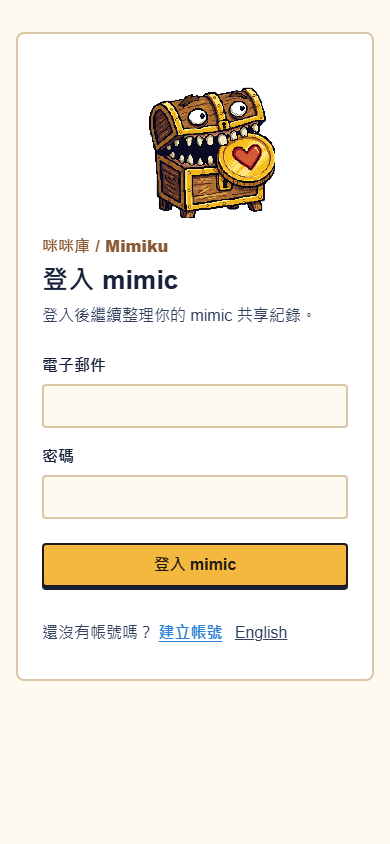 咪咪庫 / Mimiku
登入 mimic
登入後繼續整理你的 mimic 共享紀錄。
電子郵件
密碼
登入 mimic
還沒有帳號嗎？ 建立帳號 English